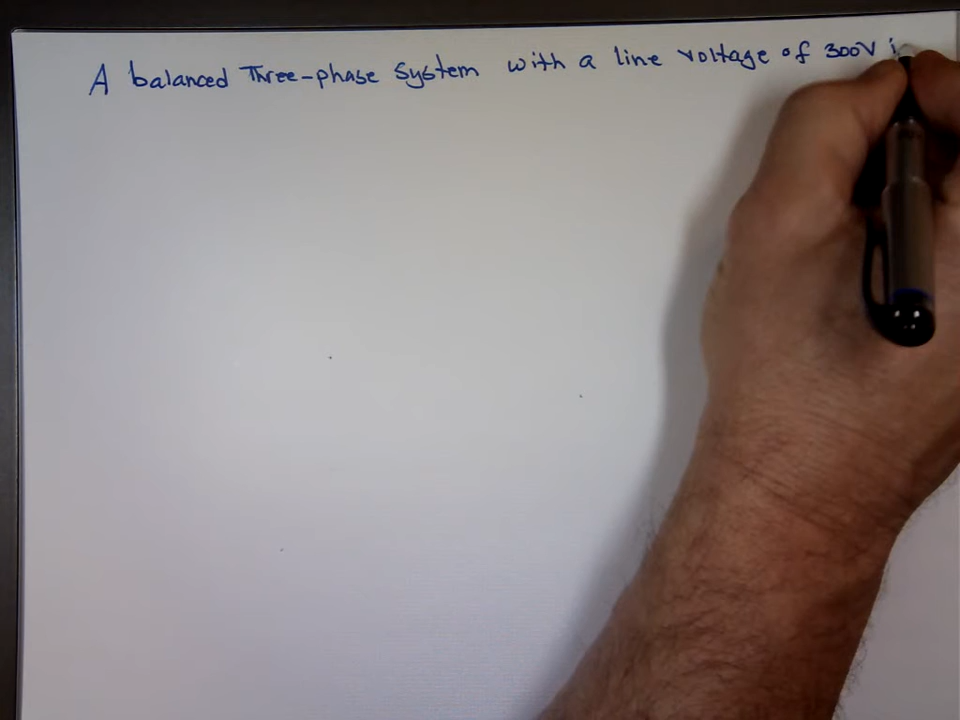 A balanced Three-phase System with a line voltage of 300V